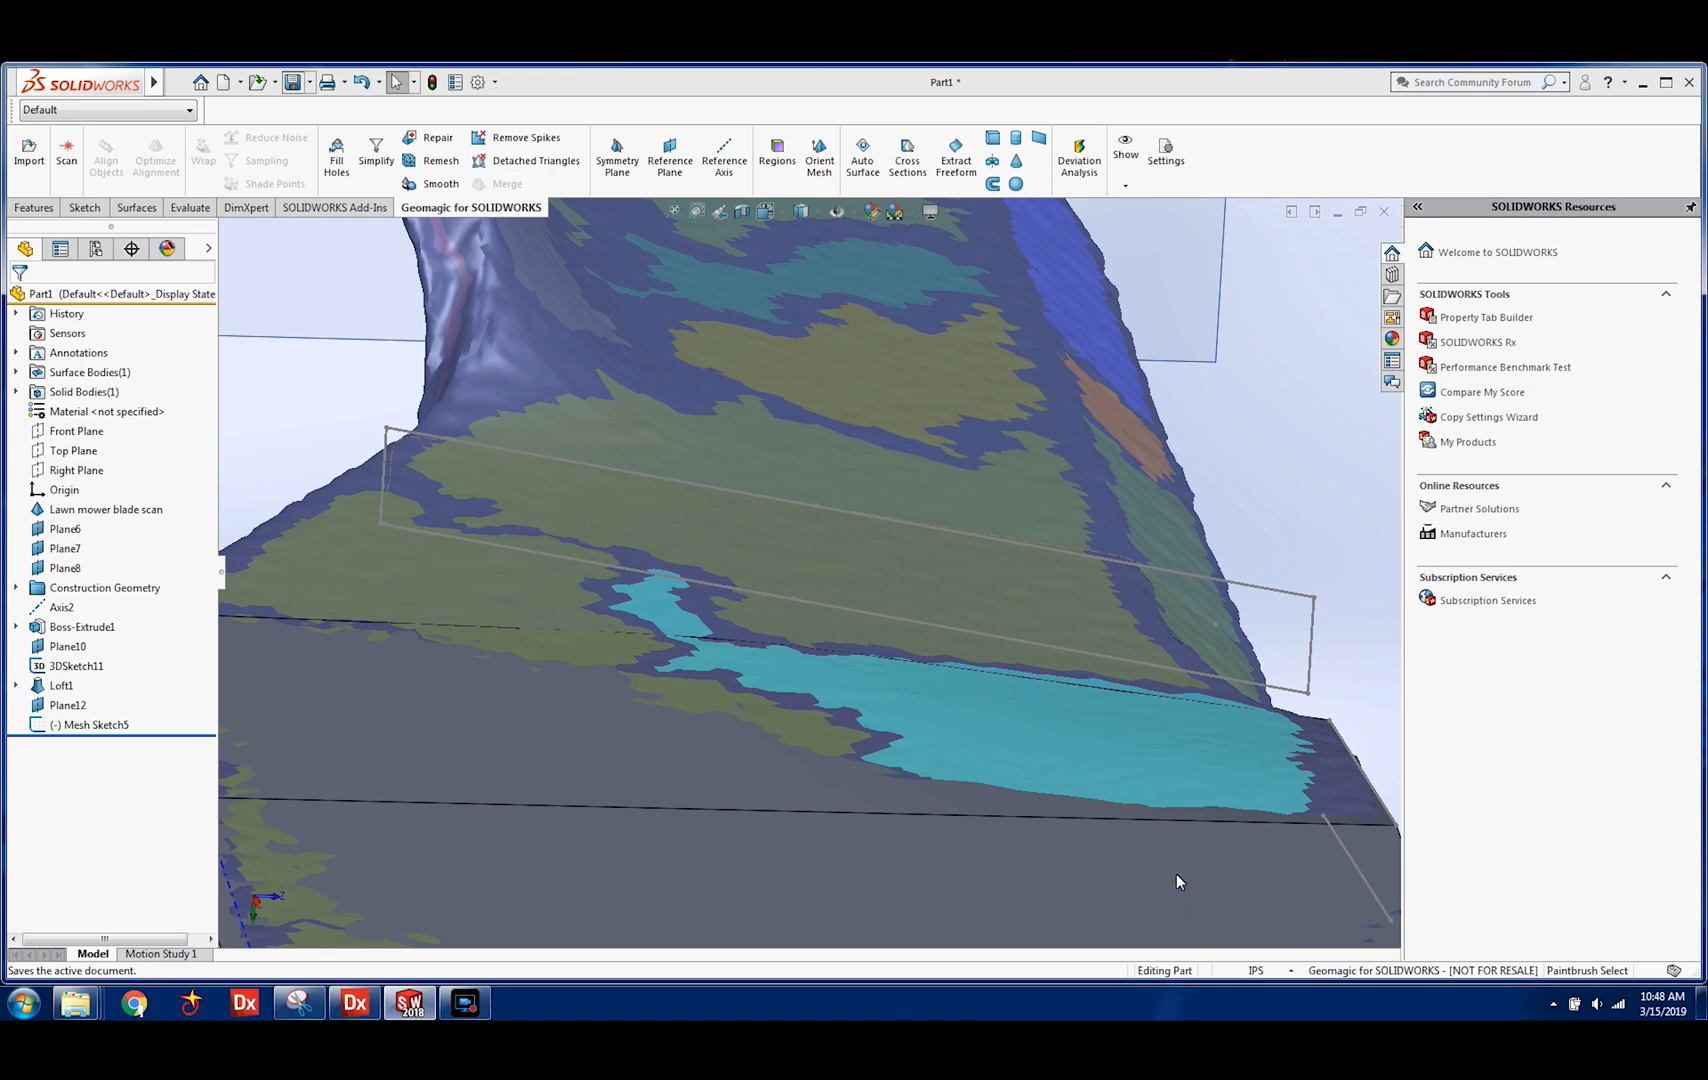 SOLIDWORKS
Part1 *
Search Community Forum
?
Default
Import
Scan
Align Objects
Optimize Alignment
Wrap
Reduce Noise
Sampling
Shade Points
Fill Holes
Simplify
Repair
Remesh
Smooth
Remove Spikes
Detached Triangles
Merge
Symmetry Plane
Reference Plane
Reference Axis
Regions
Orient Mesh
Auto Surface
Cross Sections
Extract Freeform
Deviation Analysis
Show
Settings
Features
Sketch
Surfaces
Evaluate
DimXpert
SOLIDWORKS Add-Ins
Geomagic for SOLIDWORKS
Part1 (Default<<Default>_Display State
History
Sensors
Annotations
Surface Bodies(1)
Solid Bodies(1)
Material <not specified>
Front Plane
Top Plane
Right Plane
Origin
Lawn mower blade scan
Plane6
Plane7
Plane8
Construction Geometry
Axis2
Boss-Extrude1
Plane10
3D 3DSketch11
Loft1
Plane12
(-) Mesh Sketch5
Z
SOLIDWORKS Resources
Welcome to SOLIDWORKS
SOLIDWORKS Tools
Property Tab Builder
SOLIDWORKS Rx
Performance Benchmark Test
Compare My Score
Copy Settings Wizard
My Products
Online Resources
Partner Solutions
Manufacturers
Subscription Services
Subscription Services
Model
Motion Study 1
Saves the active document.
Editing Part
IPS
Geomagic for SOLIDWORKS - [NOT FOR RESALE]
Paintbrush Select
Dx
Dx
SW 2018
10:48 AM
3/15/2019